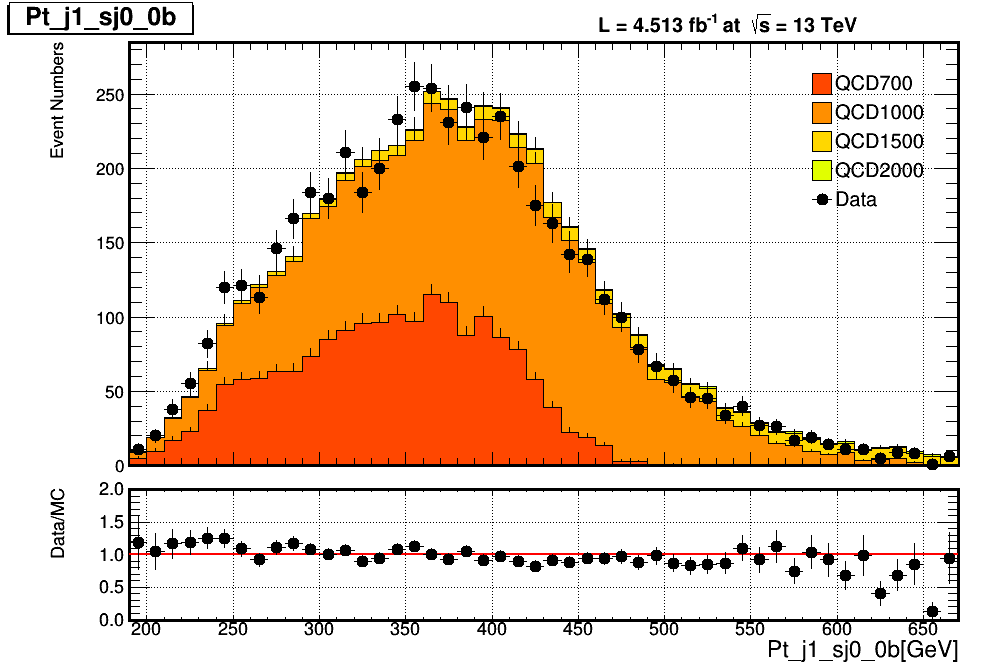 Pt_j1_sj0_0b
L = 4.513 fb⁻¹ at √s = 13 TeV
Event Numbers
250
200
150
100
50
0
QCD700
QCD1000
QCD1500
QCD2000
Data
Data/MC
2.0
1.5
1.0
0.5
0.0
200 250 300 350 400 450 500 550 600 650
Pt_j1_sj0_0b[GeV]